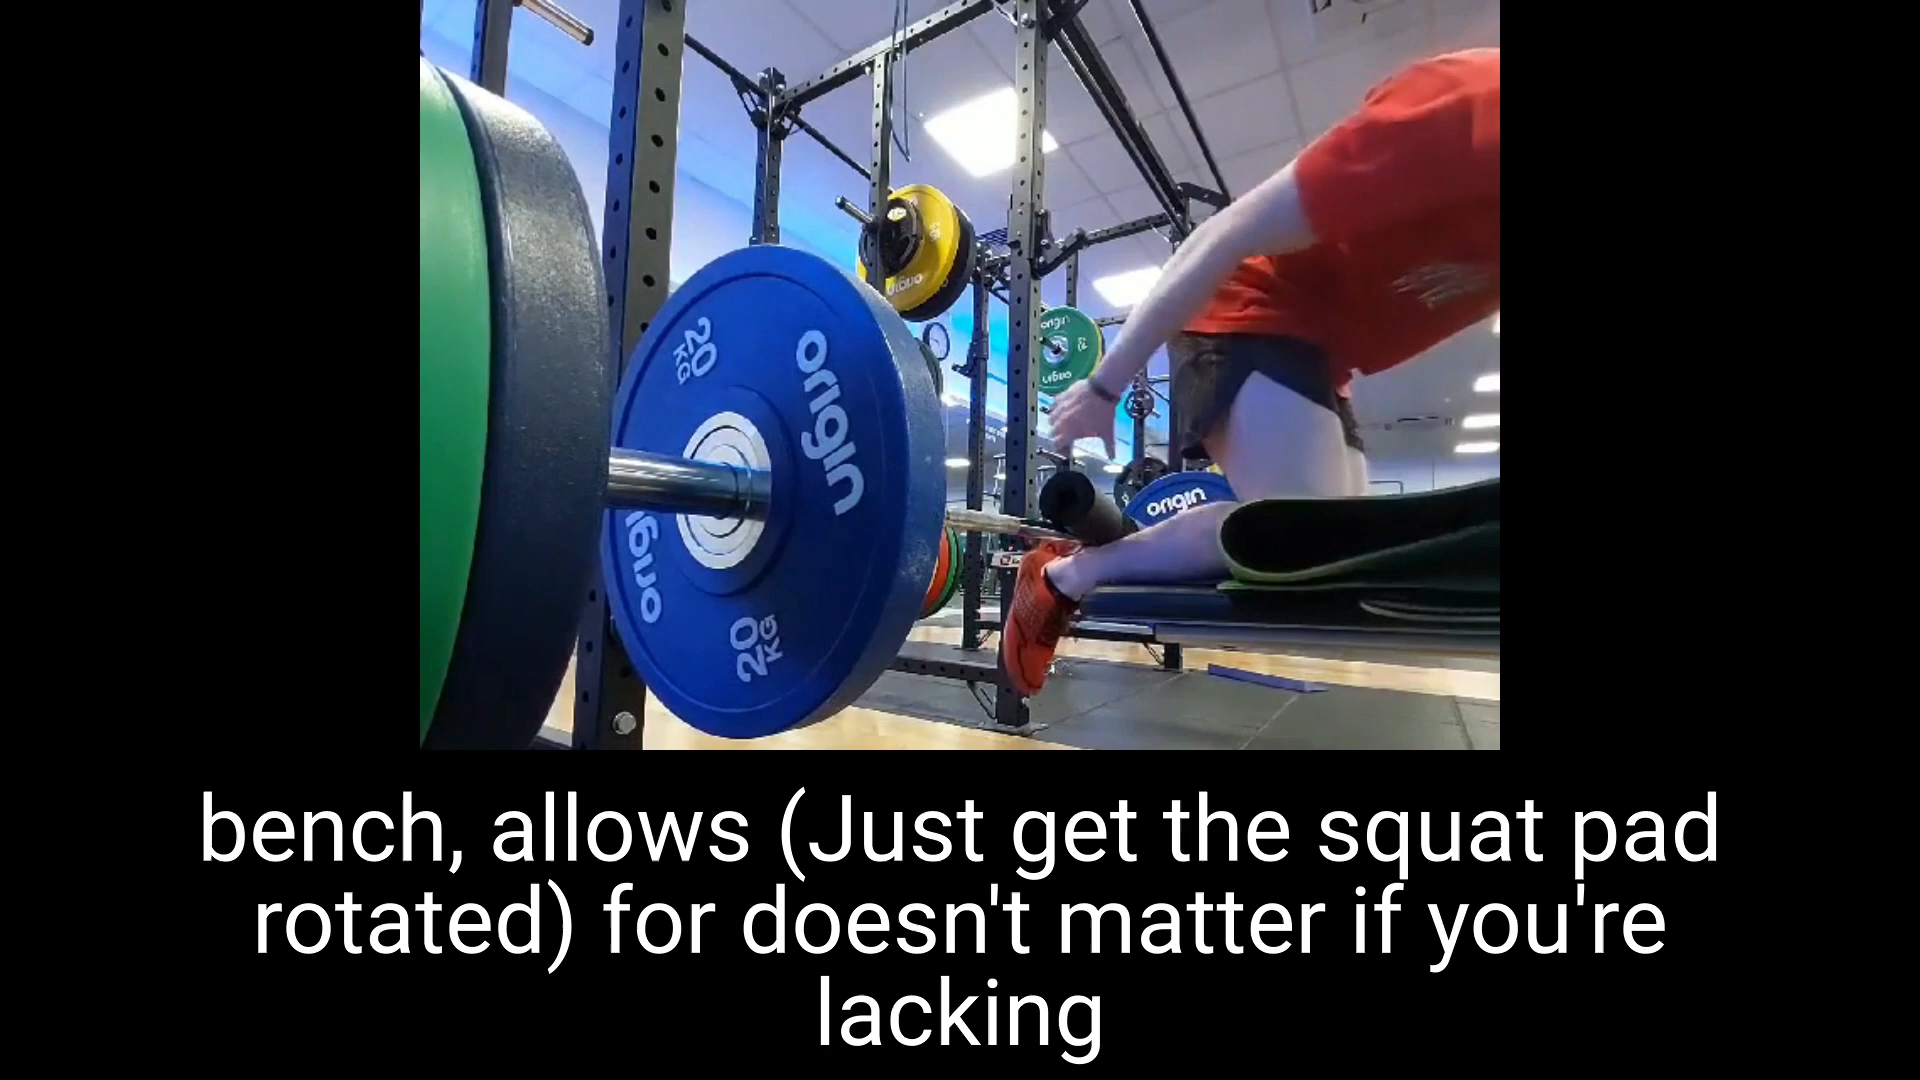 origin
20
KG
origin
20
KG
origin
origin
origin
origin
bench, allows (Just get the squat pad
rotated) for doesn't matter if you're
lacking